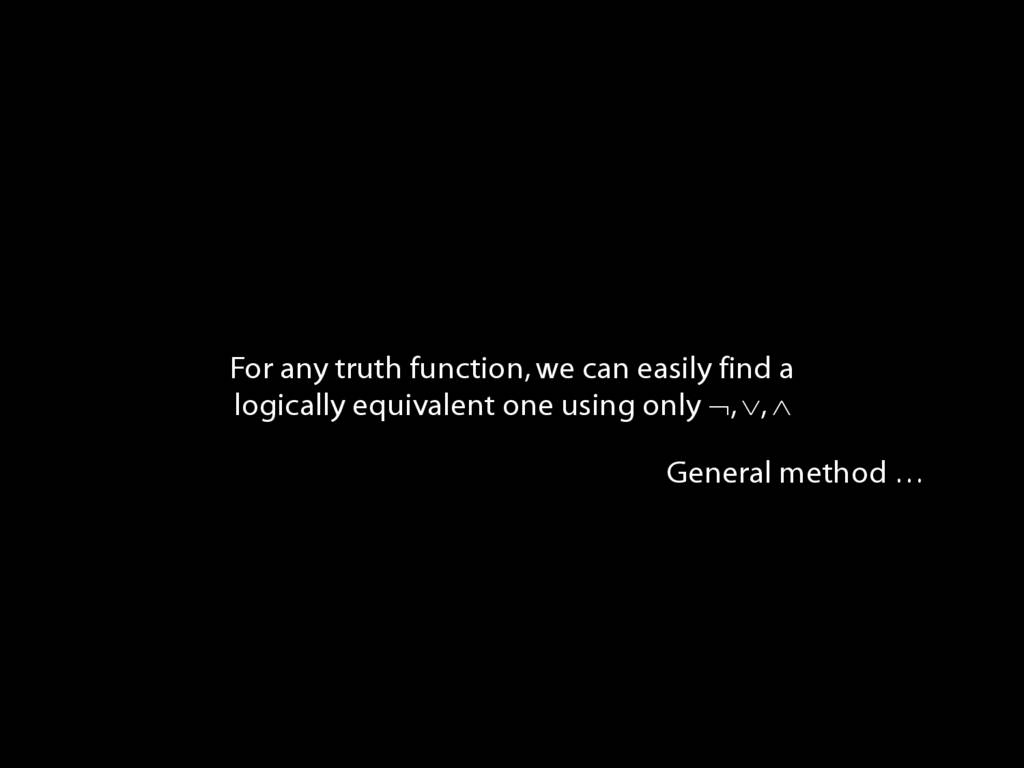 For any truth function, we can easily find a
logically equivalent one using only ¬, ∨, ∧
General method …